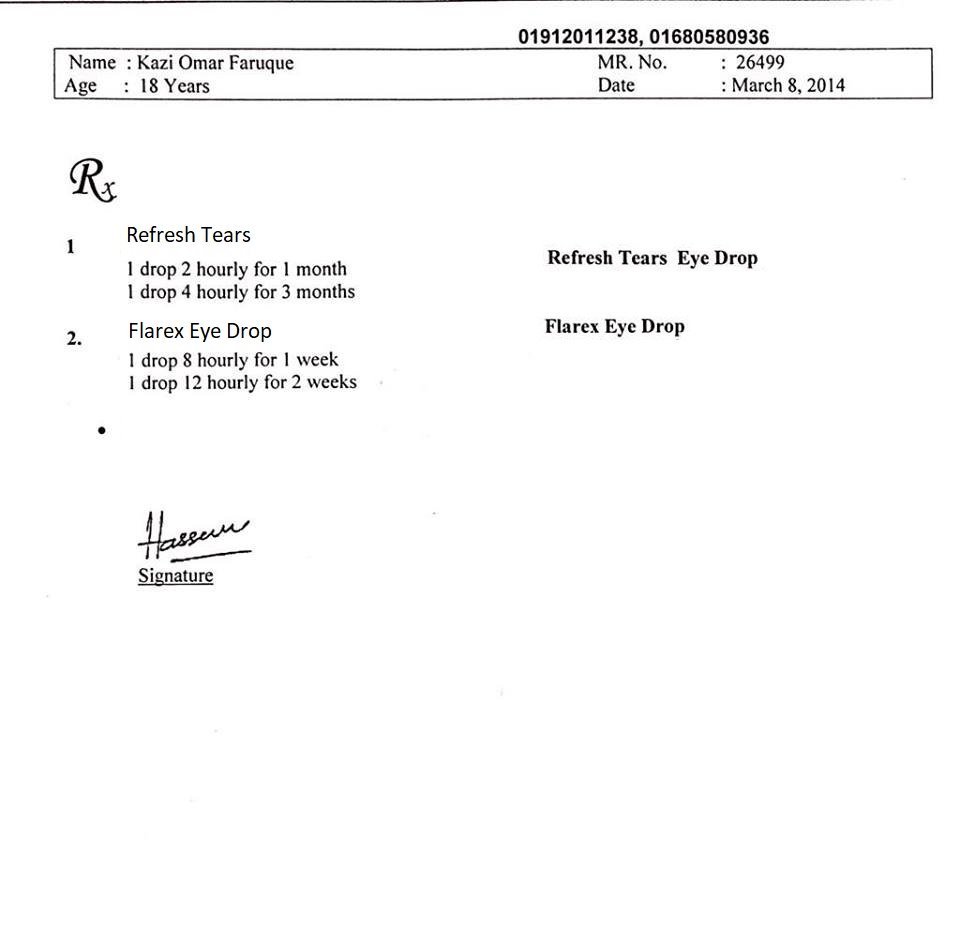 01912011238, 01680580936
Name : Kazi Omar Faruque MR. No. : 26499
Age : 18 Years Date : March 8, 2014
Rx
1 Refresh Tears
Refresh Tears Eye Drop
1 drop 2 hourly for 1 month
1 drop 4 hourly for 3 months
2. Flarex Eye Drop
Flarex Eye Drop
1 drop 8 hourly for 1 week
1 drop 12 hourly for 2 weeks
Signature